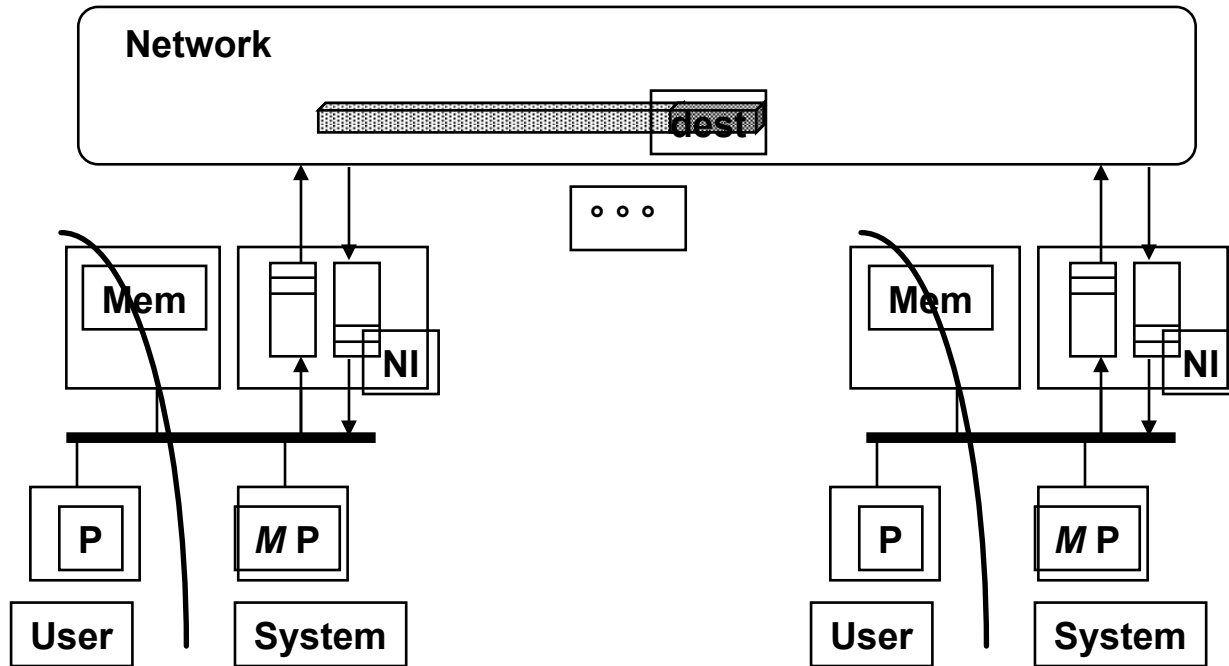 Network
dest
° ° °
Mem
NI
Mem
NI
P
M P
P
M P
User
System
User
System